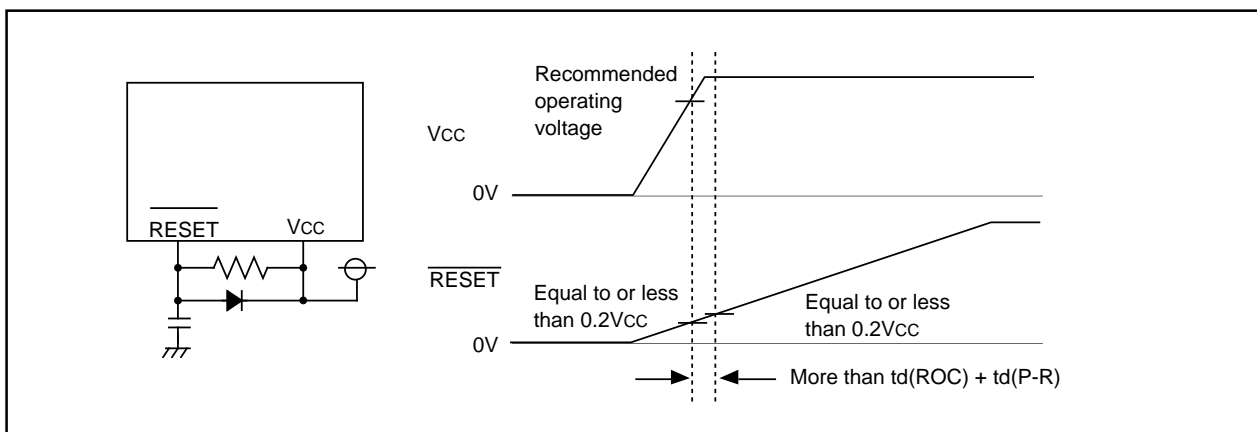 RESET
VCC
Recommended
operating
voltage
VCC
0V
RESET
Equal to or less
than 0.2VCC
Equal to or less
than 0.2VCC
0V
More than td(ROC) + td(P-R)